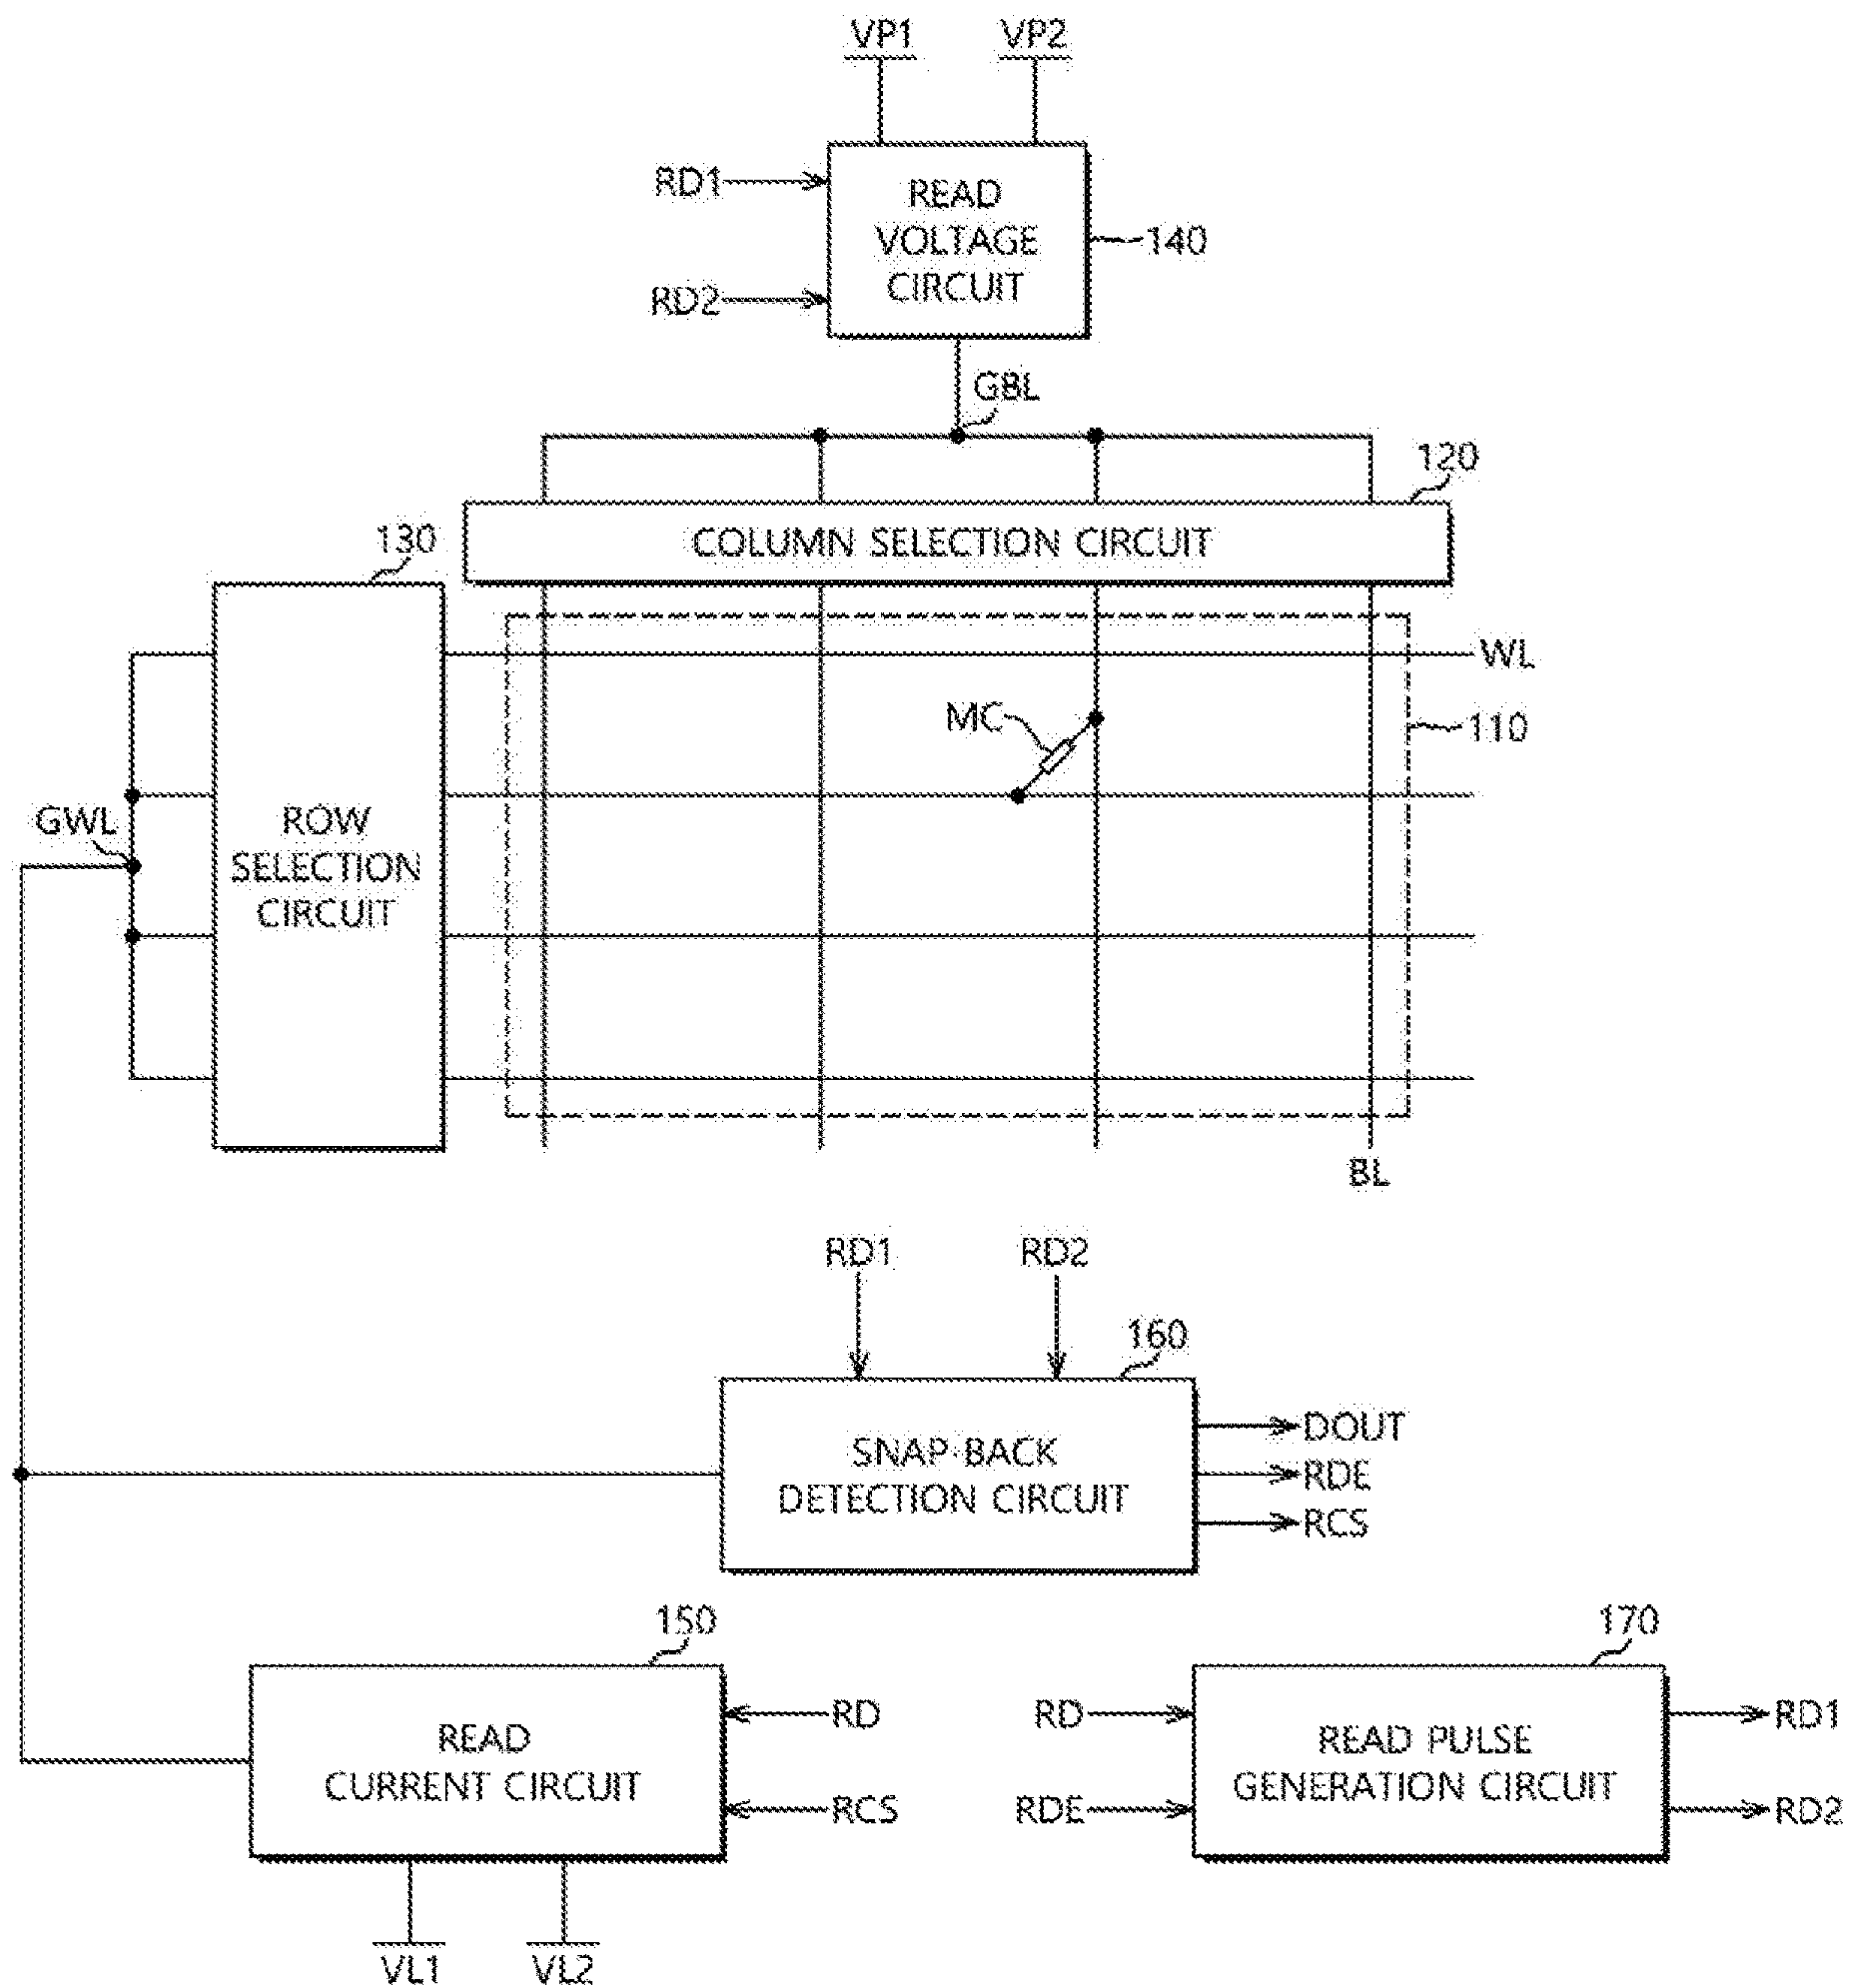 VP1 VP2
RD1
READ
VOLTAGE
CIRCUIT
140
RD2
GBL
120
COLUMN SELECTION CIRCUIT
130
WL
MC
110
GWL
ROW
SELECTION
CIRCUIT
BL
RD1 RD2
160
SNAP-BACK
DETECTION CIRCUIT
DOUT
RDE
RCS
150
READ
CURRENT CIRCUIT
RD
RCS
VL1 VL2
170
RD
RDE
READ PULSE
GENERATION CIRCUIT
RD1
RD2